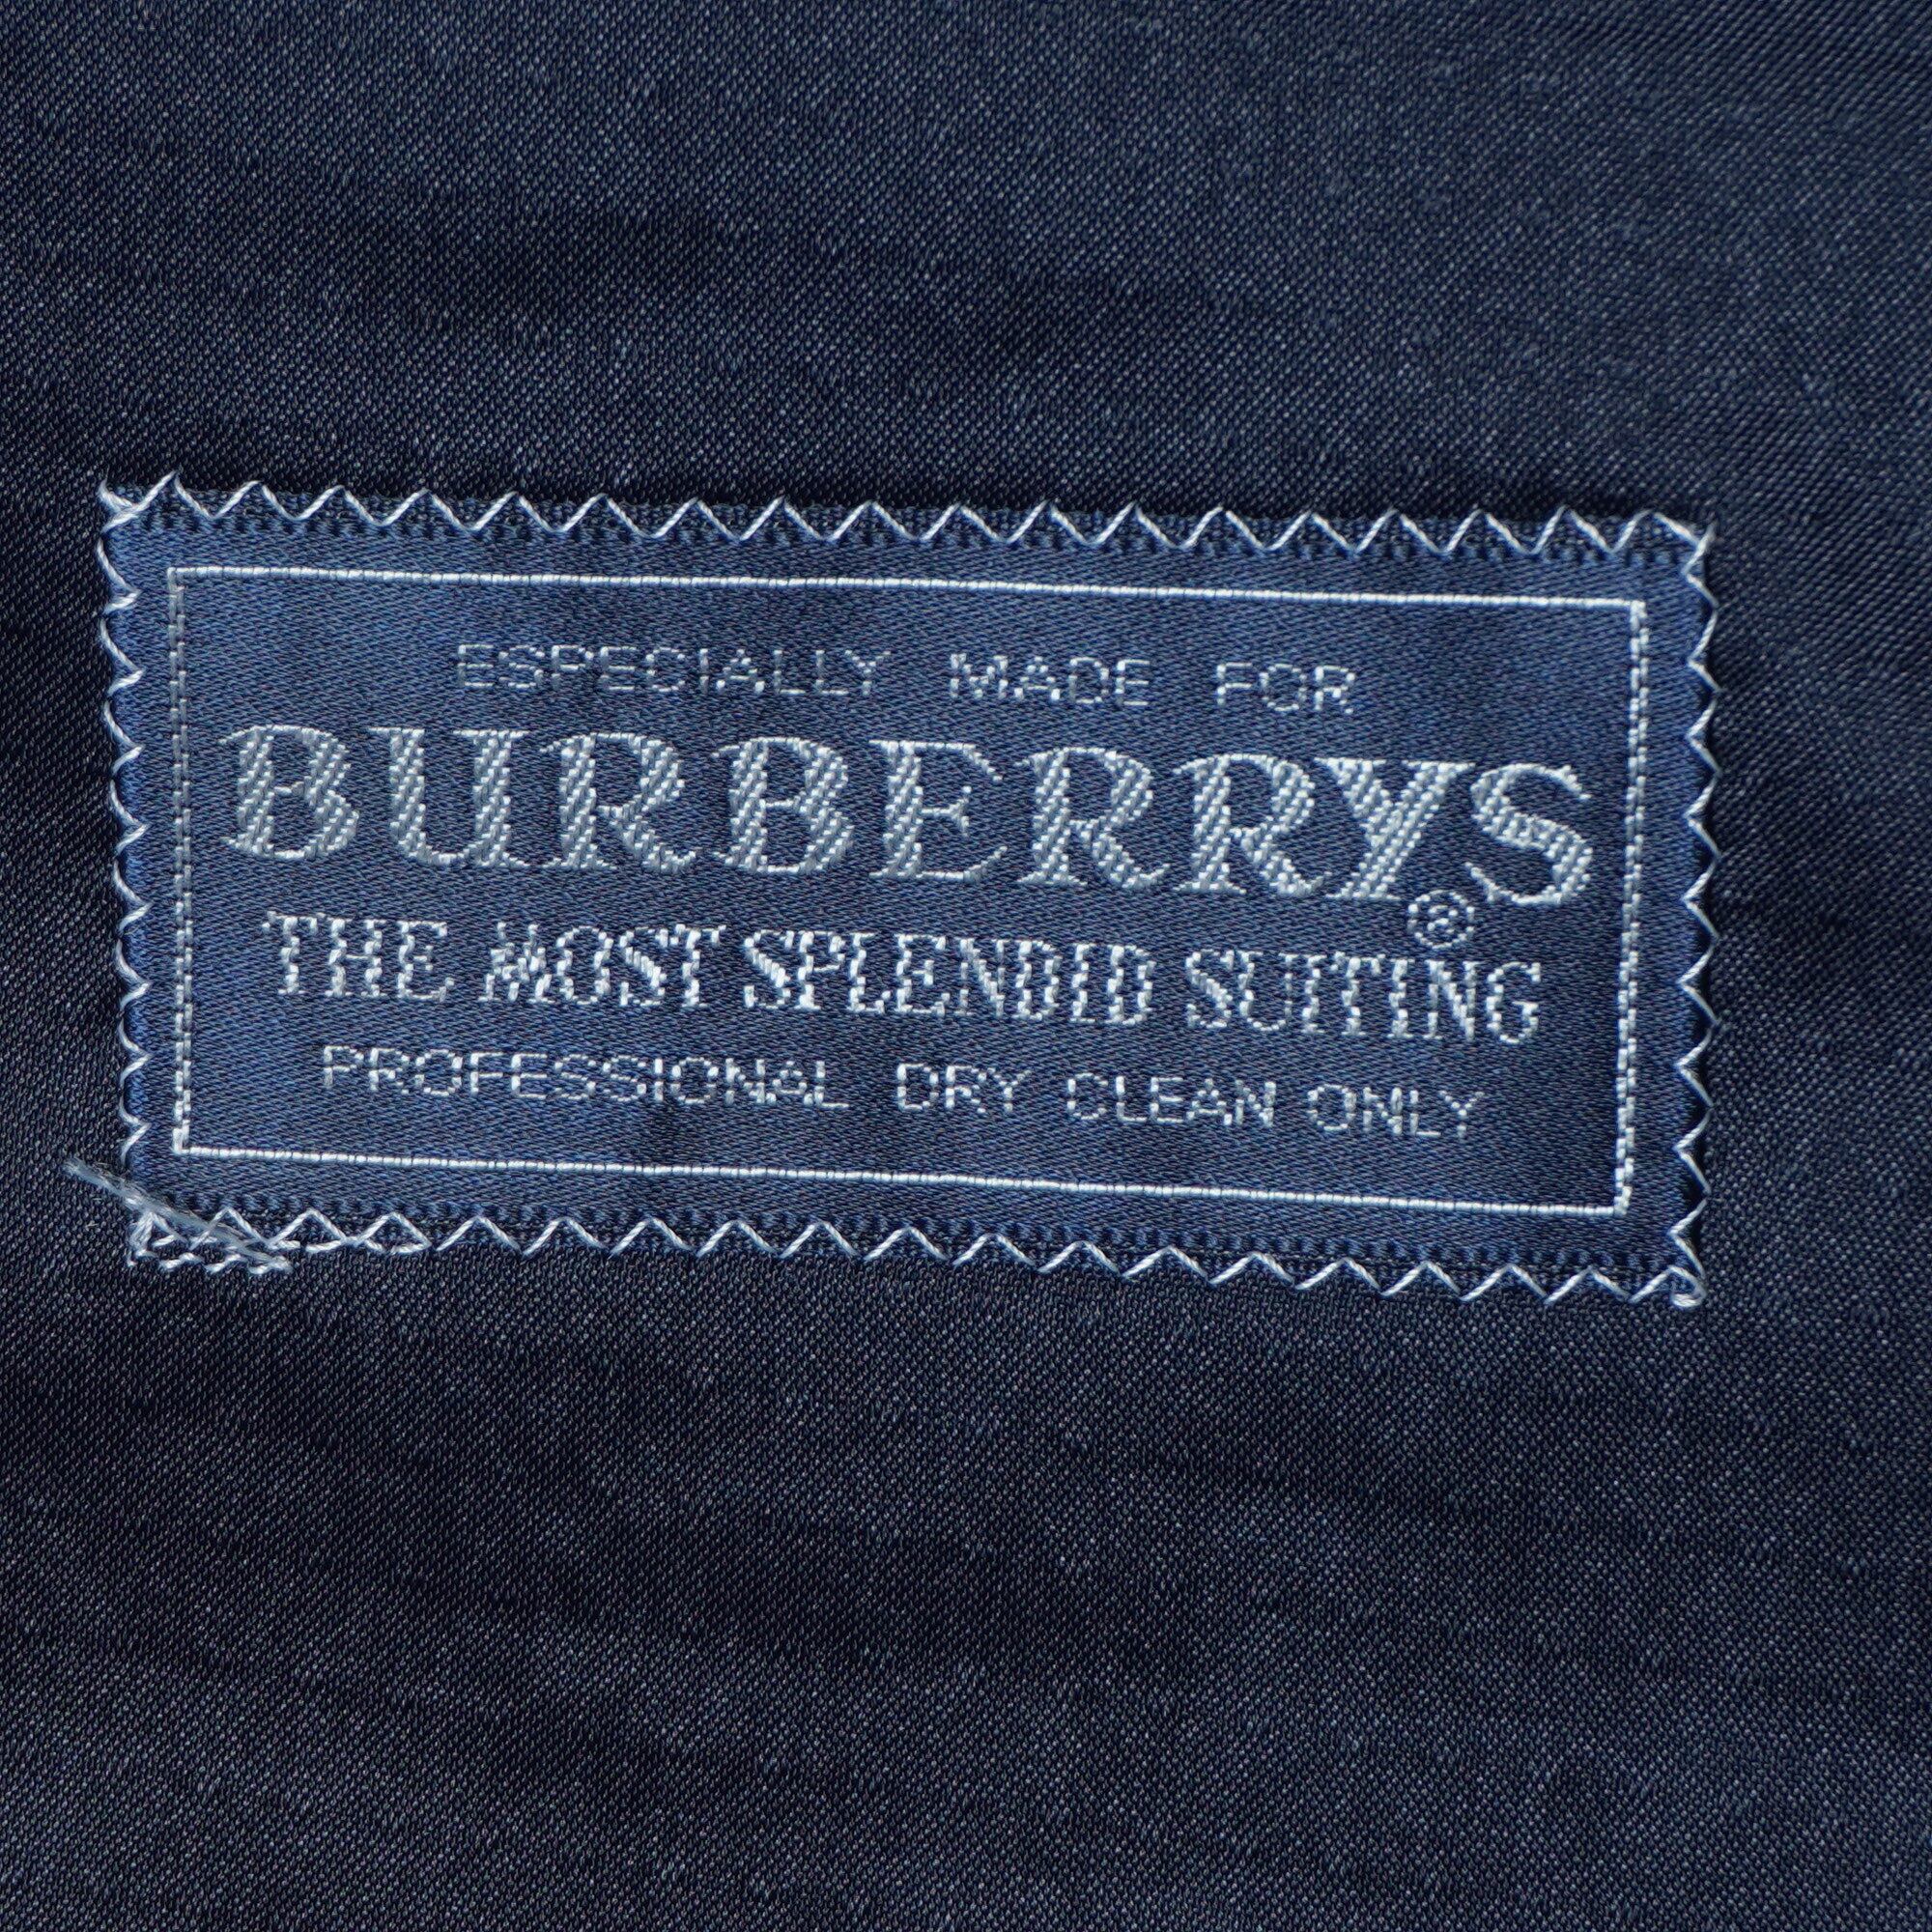 ESPECIALLY MADE FOR
BURBERRYS®
THE MOST SPLENDID SUITING
PROFESSIONAL DRY CLEAN ONLY